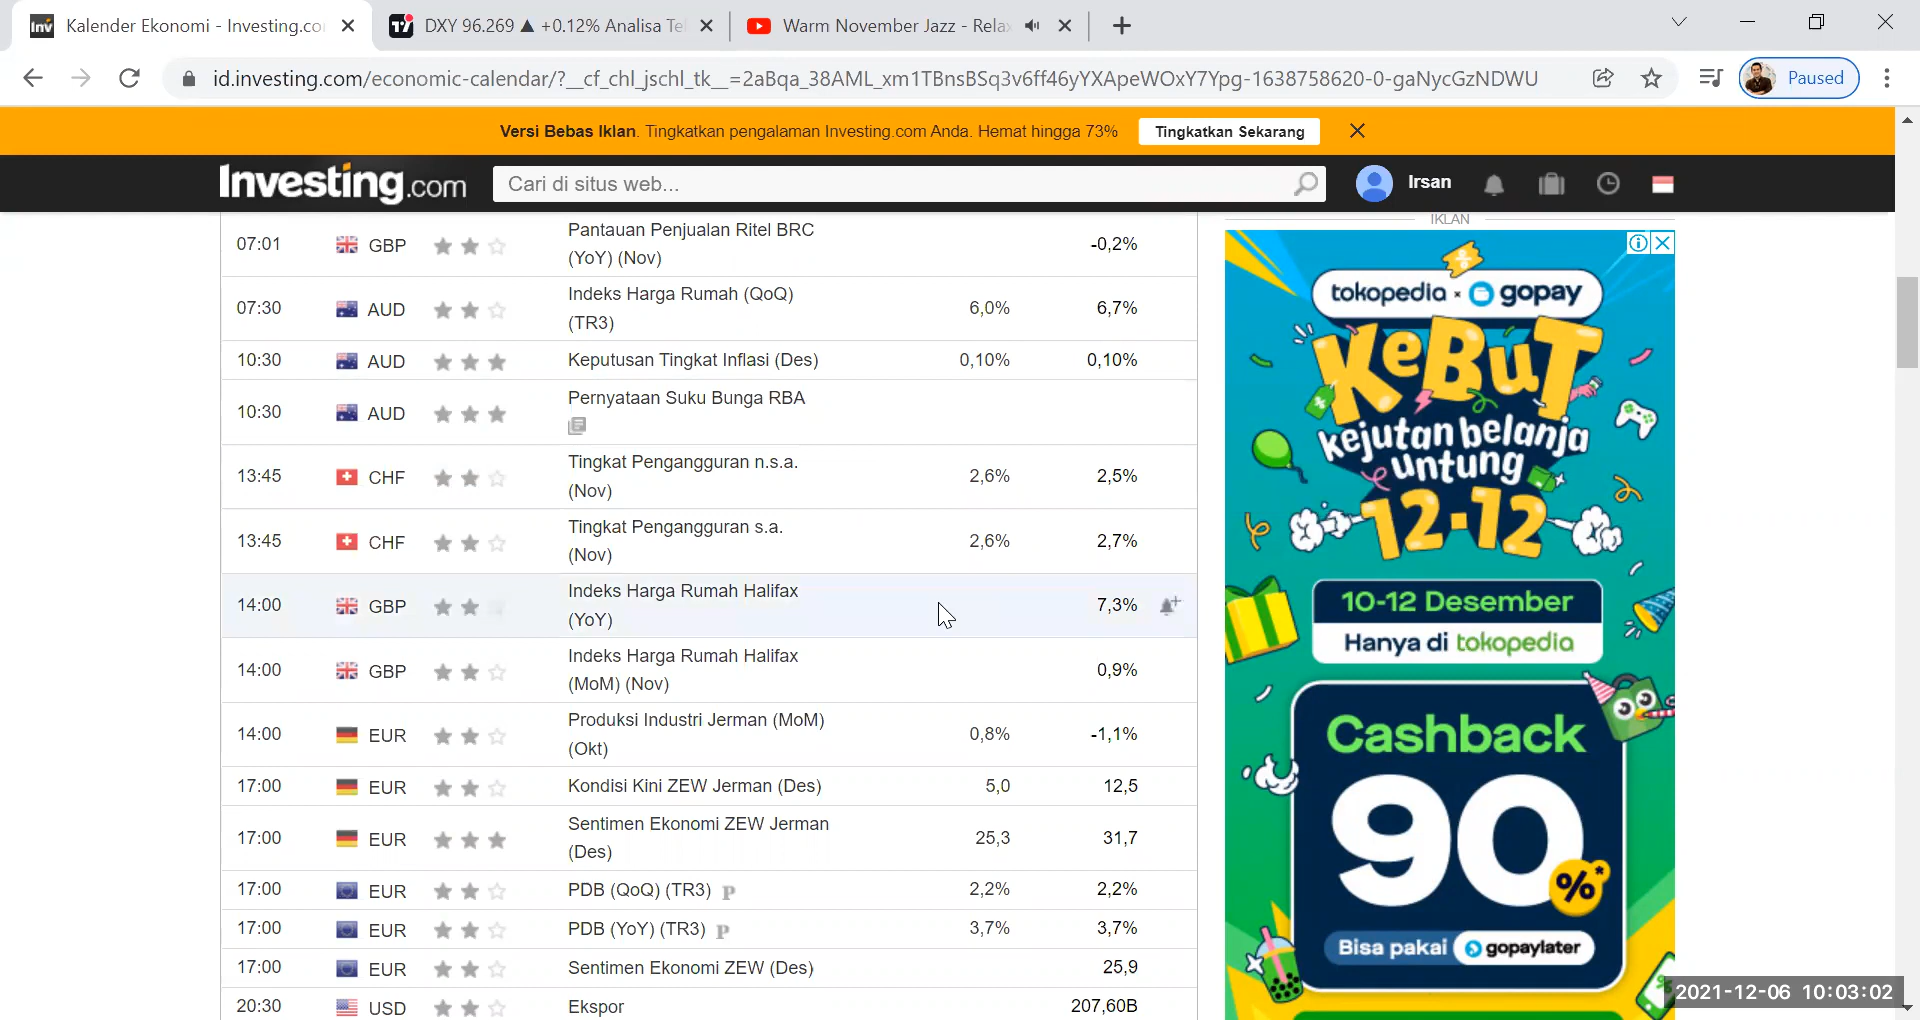 Kalender Ekonomi - Investing.co
DXY 96.269 ▲ +0.12% Analisa Te
Warm November Jazz - Rela
id.investing.com/economic-calendar/?__cf_chl_jschl_tk__=2aBqa_38AML_xm1TBnsBSq3v6ff46yYXApeWOxY7Ypg-1638758620-0-gaNycGzNDWU
Paused
Versi Bebas Iklan. Tingkatkan pengalaman Investing.com Anda. Hemat hingga 73%
Tingkatkan Sekarang
Investing.com
Cari di situs web...
Irsan
07:01 GBP Pantauan Penjualan Ritel BRC -0,2%
(YoY) (Nov)
07:30 AUD Indeks Harga Rumah (QoQ) 6,0% 6,7%
(TR3)
10:30 AUD Keputusan Tingkat Inflasi (Des) 0,10% 0,10%
10:30 AUD Pernyataan Suku Bunga RBA
13:45 CHF Tingkat Pengangguran n.s.a. 2,6% 2,5%
(Nov)
13:45 CHF Tingkat Pengangguran s.a. 2,6% 2,7%
(Nov)
14:00 GBP Indeks Harga Rumah Halifax 7,3%
(YoY)
14:00 GBP Indeks Harga Rumah Halifax 0,9%
(MoM) (Nov)
14:00 EUR Produksi Industri Jerman (MoM) 0,8% -1,1%
(Okt)
17:00 EUR Kondisi Kini ZEW Jerman (Des) 5,0 12,5
17:00 EUR Sentimen Ekonomi ZEW Jerman 25,3 31,7
(Des)
17:00 EUR PDB (QoQ) (TR3) P 2,2% 2,2%
17:00 EUR PDB (YoY) (TR3) P 3,7% 3,7%
17:00 EUR Sentimen Ekonomi ZEW (Des) 25,9
20:30 USD Ekspor 207,60B
IKLAN
tokopedia x gopay
KeBUT
kejutan belanja
untung
12-12
10-12 Desember
Hanya di tokopedia
Cashback
90%*
Bisa pakai gopaylater
2021-12-06 10:03:02